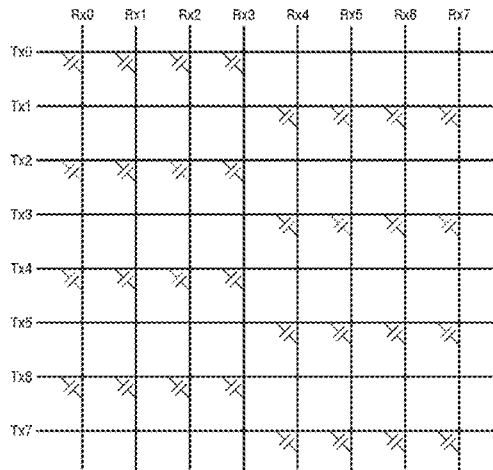 Rx0 Rx1 Rx2 Rx3 Rx4 Rx5 Rx6 Rx7
Tx0
Tx1
Tx2
Tx3
Tx4
Tx5
Tx6
Tx7